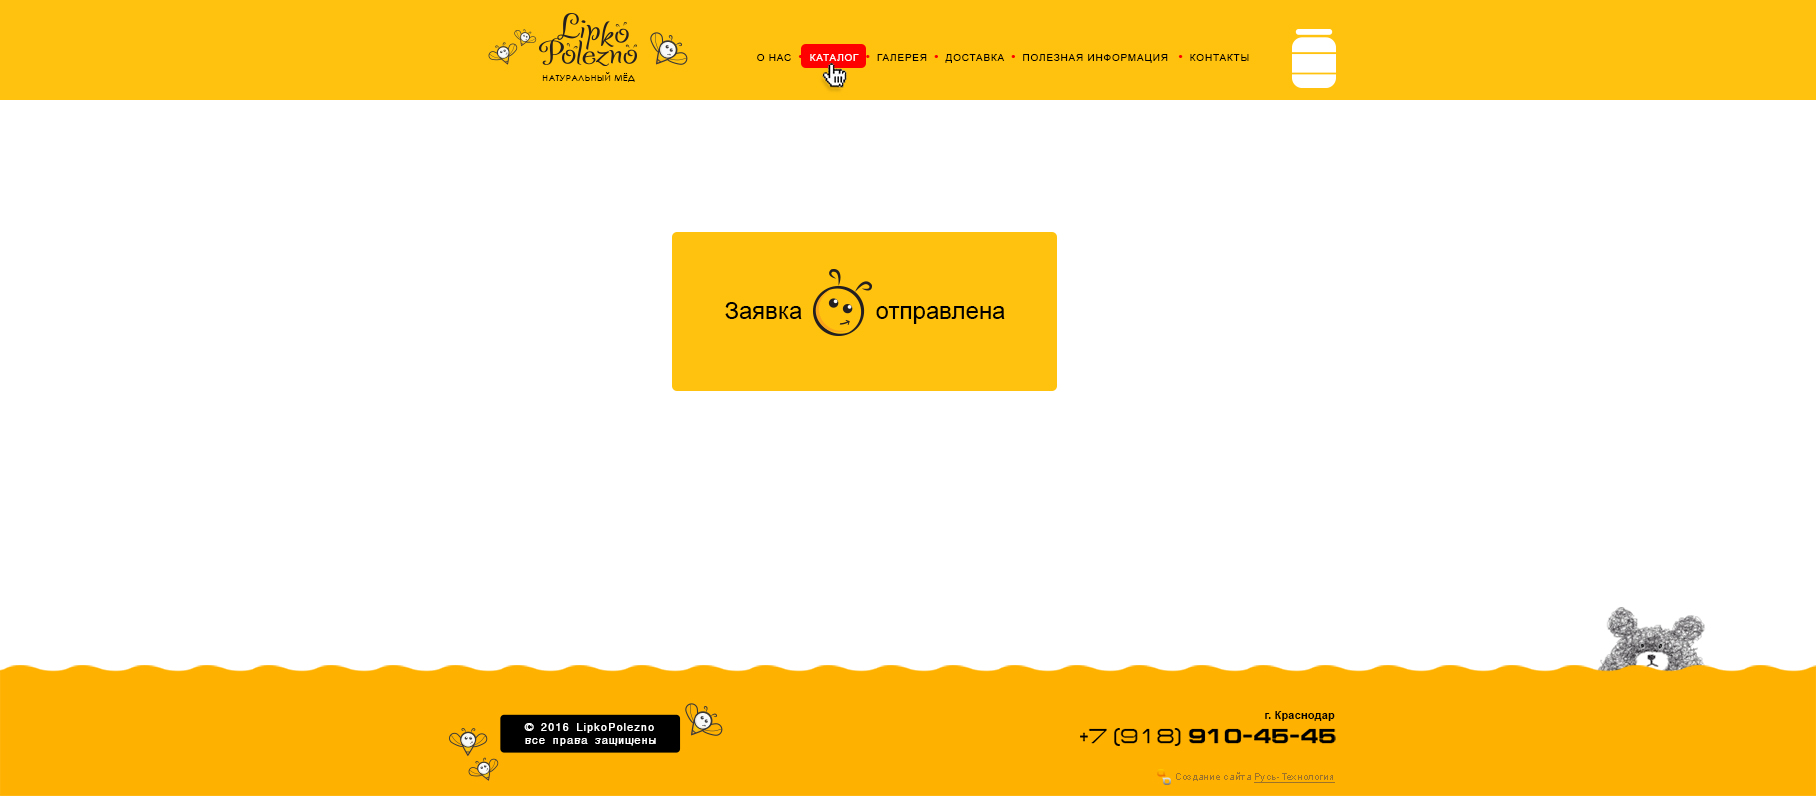 Lipko
Polezno
НАТУРАЛЬНЫЙ МЁД
О НАС • КАТАЛОГ • ГАЛЕРЕЯ • ДОСТАВКА • ПОЛЕЗНАЯ ИНФОРМАЦИЯ • КОНТАКТЫ
Заявка отправлена
© 2016 LipkoPolezno
все права защищены
г. Краснодар
+7 (918) 910-45-45
Создание сайта Русь-Технология